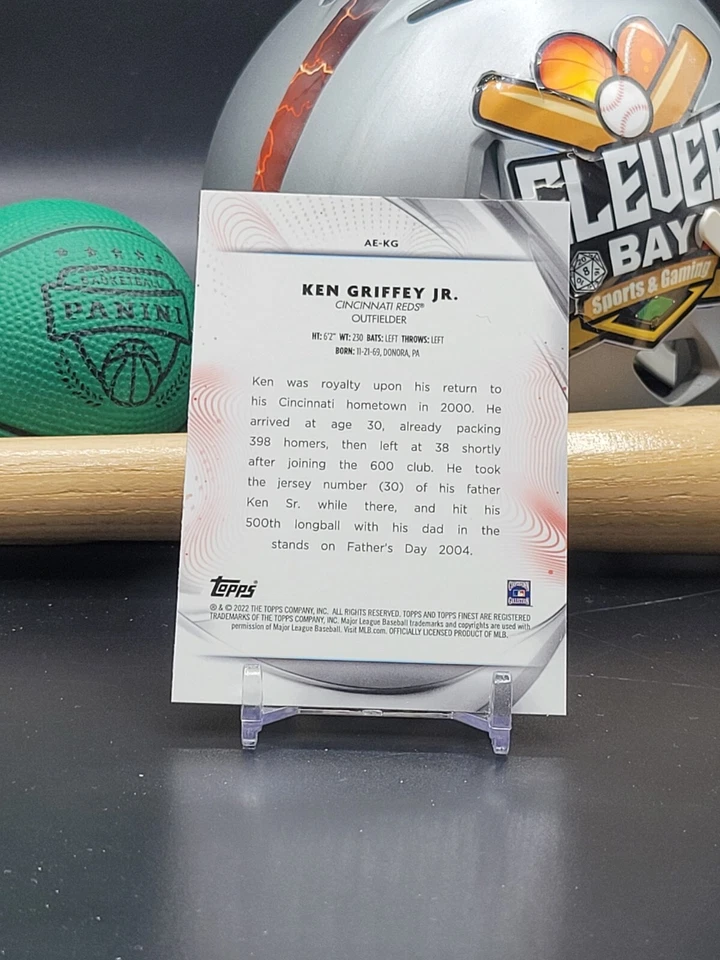 CLEVER
BAY
Sports & Gaming
8
BASKETBALL
PANINI
AE-KG
KEN GRIFFEY JR.
CINCINNATI REDS®
OUTFIELDER
HT: 6'2" WT: 230 BATS: LEFT THROWS: LEFT
BORN: 11-21-69, DONORA, PA
Ken was royalty upon his return to
his Cincinnati hometown in 2000. He
arrived at age 30, already packing
398 homers, then left at 38 shortly
after joining the 600 club. He took
the jersey number (30) of his father
Ken Sr. while there, and hit his
500th longball with his dad in the
stands on Father's Day 2004.
Topps®
® & © 2022 THE TOPPS COMPANY, INC. ALL RIGHTS RESERVED. TOPPS AND TOPPS FINEST ARE REGISTERED
TRADEMARKS OF THE TOPPS COMPANY, INC. Major League Baseball trademarks and copyrights are used with
permission of Major League Baseball. Visit MLB.com. OFFICIALLY LICENSED PRODUCT OF MLB.